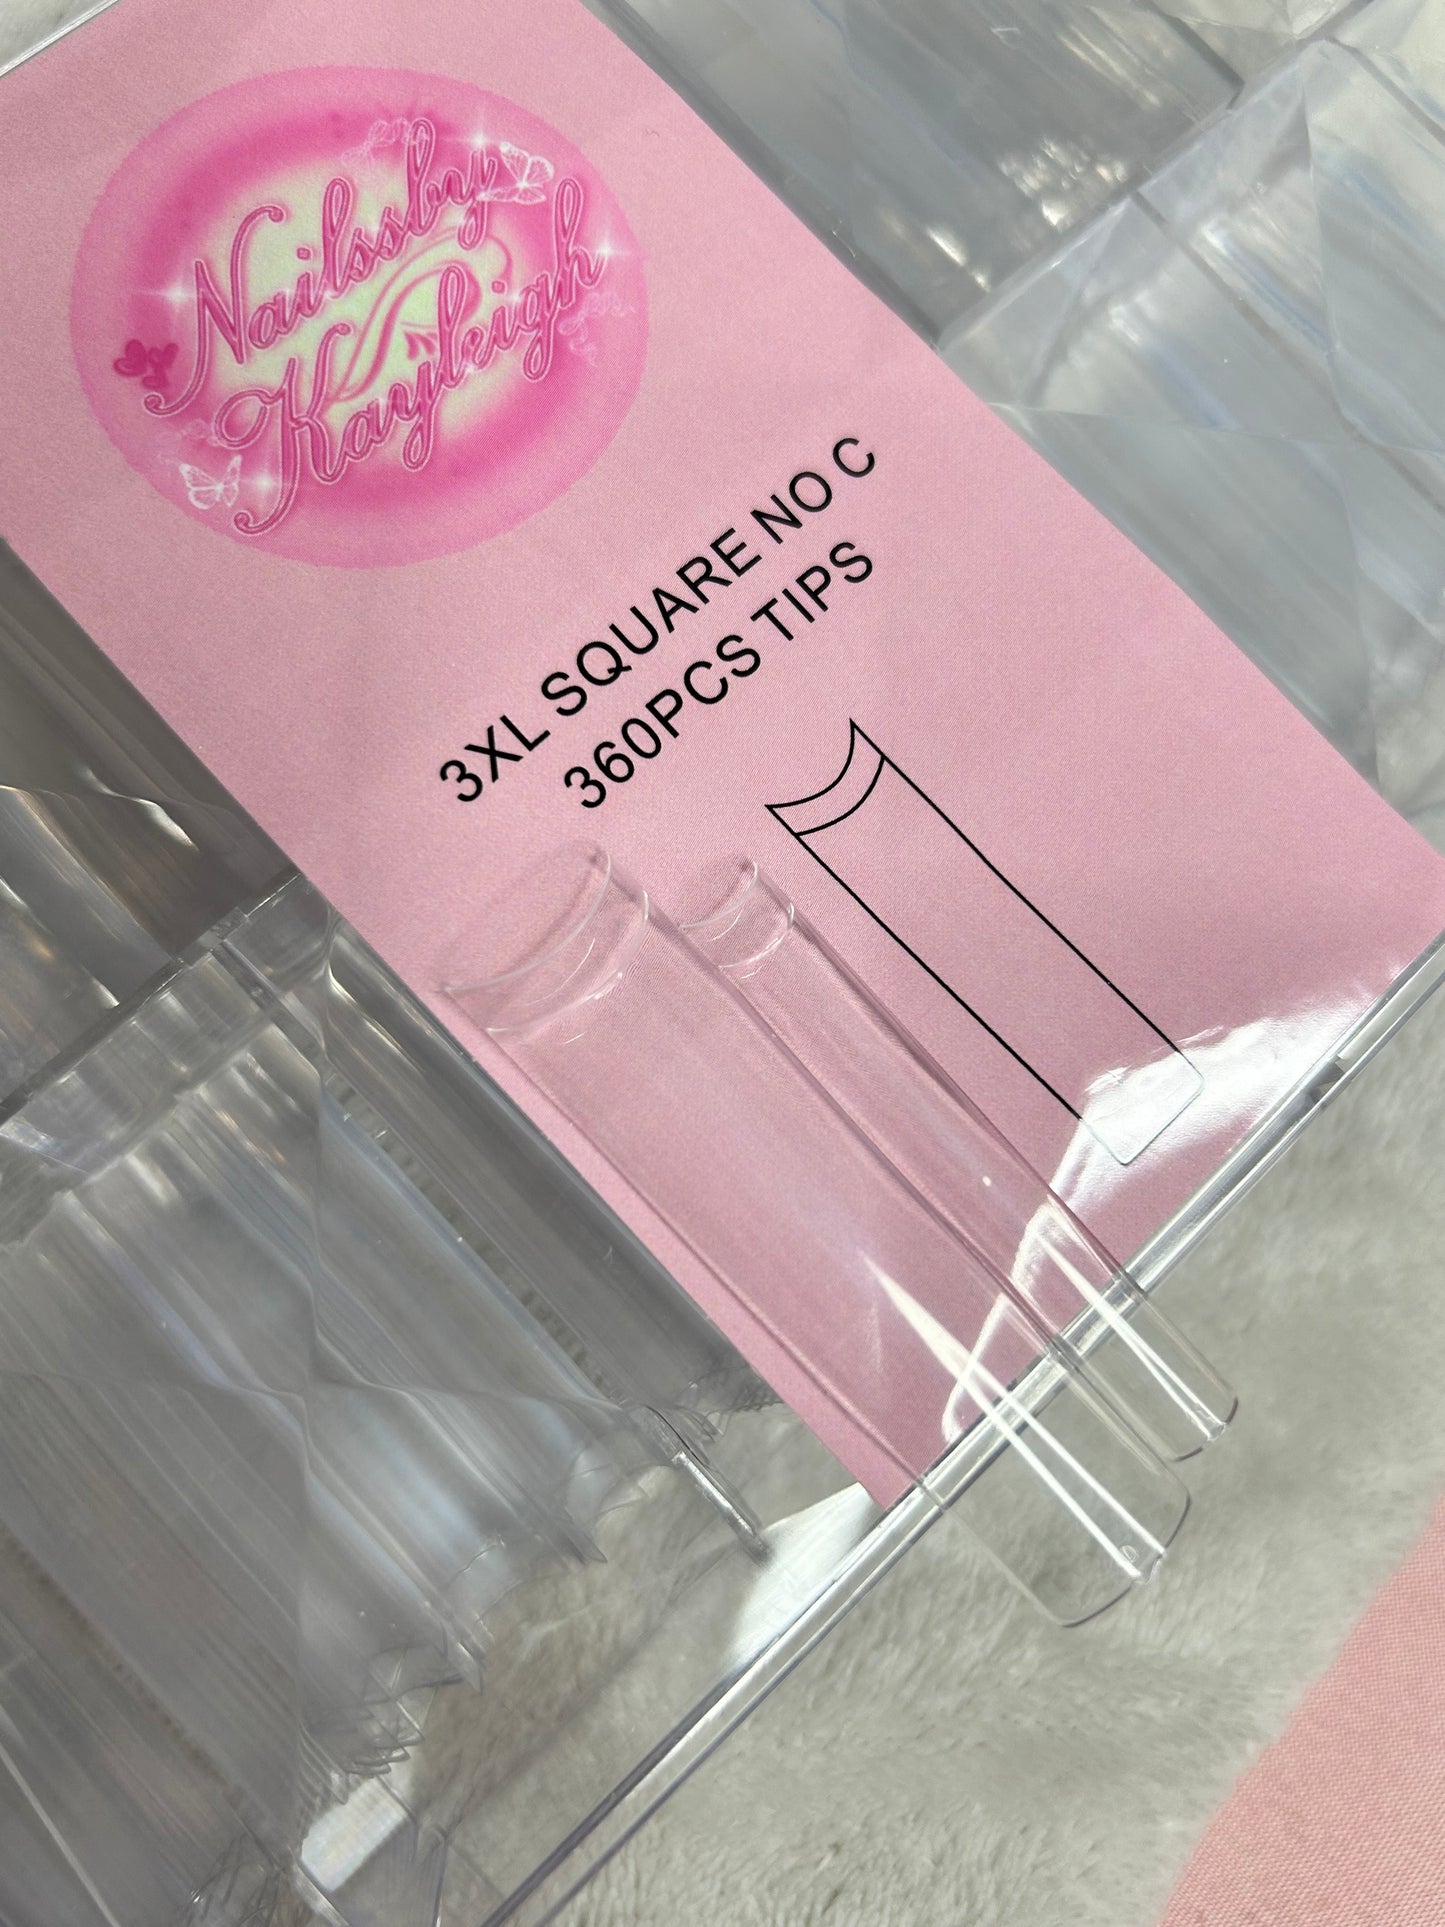 Nailssby
Kayleigh
3XL SQUARE NO C
360PCS TIPS